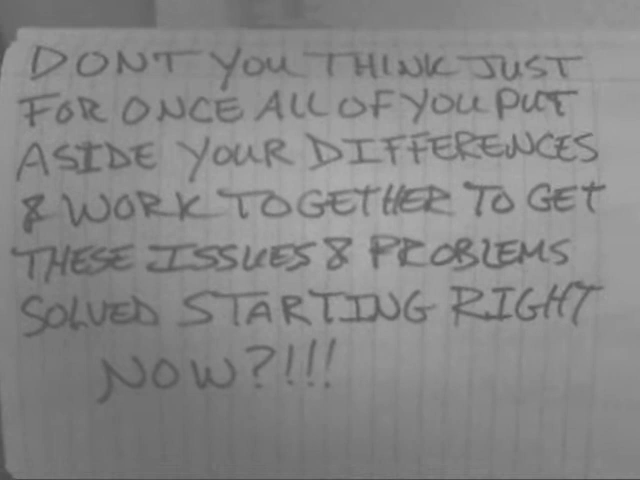 DONT YOU THINK JUST
FOR ONCE ALL OF YOU PUT
ASIDE YOUR DIFFERENCES
& WORK TOGETHER TO GET
THESE ISSUES & PROBLEMS
SOLVED STARTING RIGHT
NOW?!!!